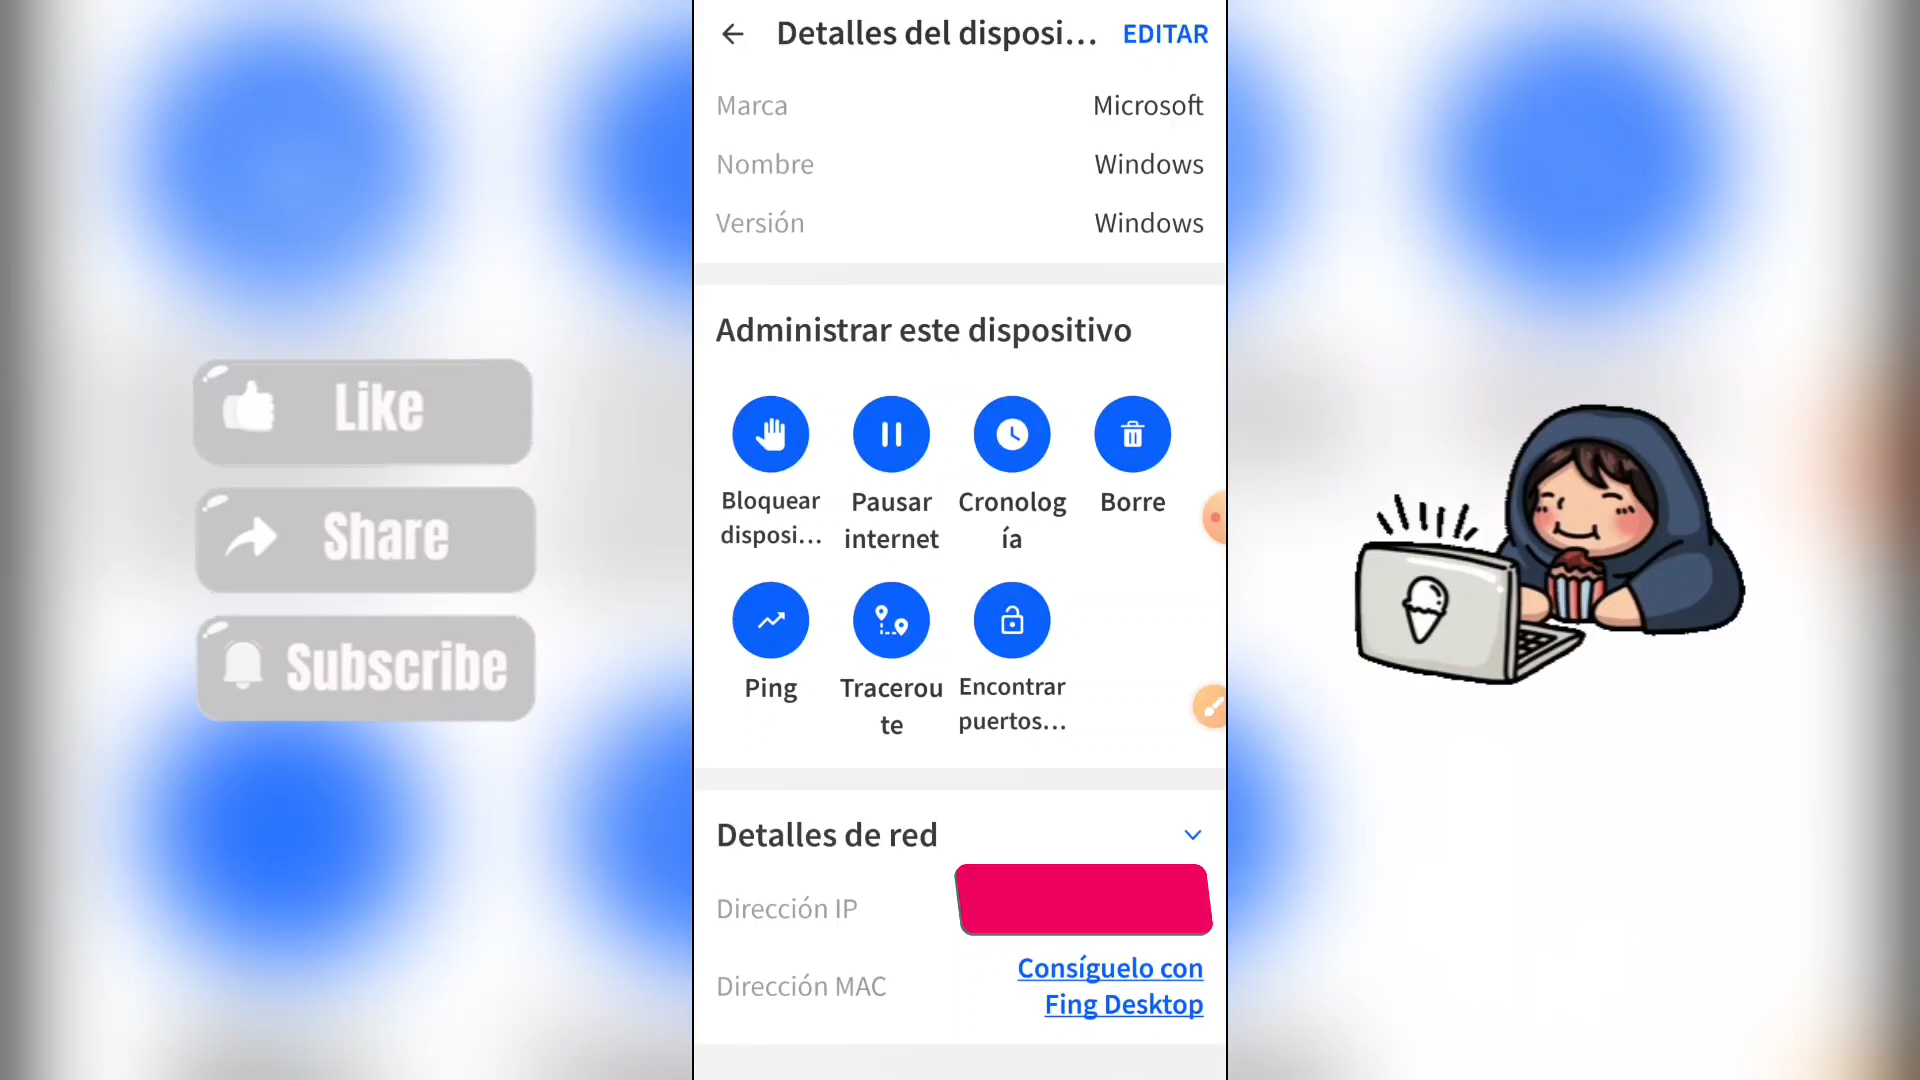 Detalles del disposi...
EDITAR
Marca
Microsoft
Nombre
Windows
Versión
Windows
Administrar este dispositivo
Bloquear
disposi...
Pausar
internet
Cronolog
ía
Borre
Ping
Tracerou
te
Encontrar
puertos...
Detalles de red
Dirección IP
Dirección MAC
Consíguelo con
Fing Desktop
Like
Share
Subscribe